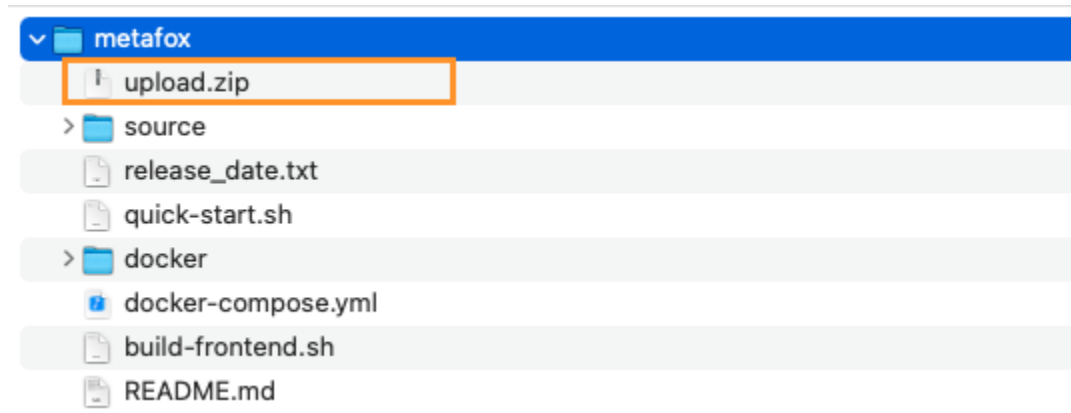 metafox
upload.zip
source
release_date.txt
quick-start.sh
docker
docker-compose.yml
build-frontend.sh
README.md